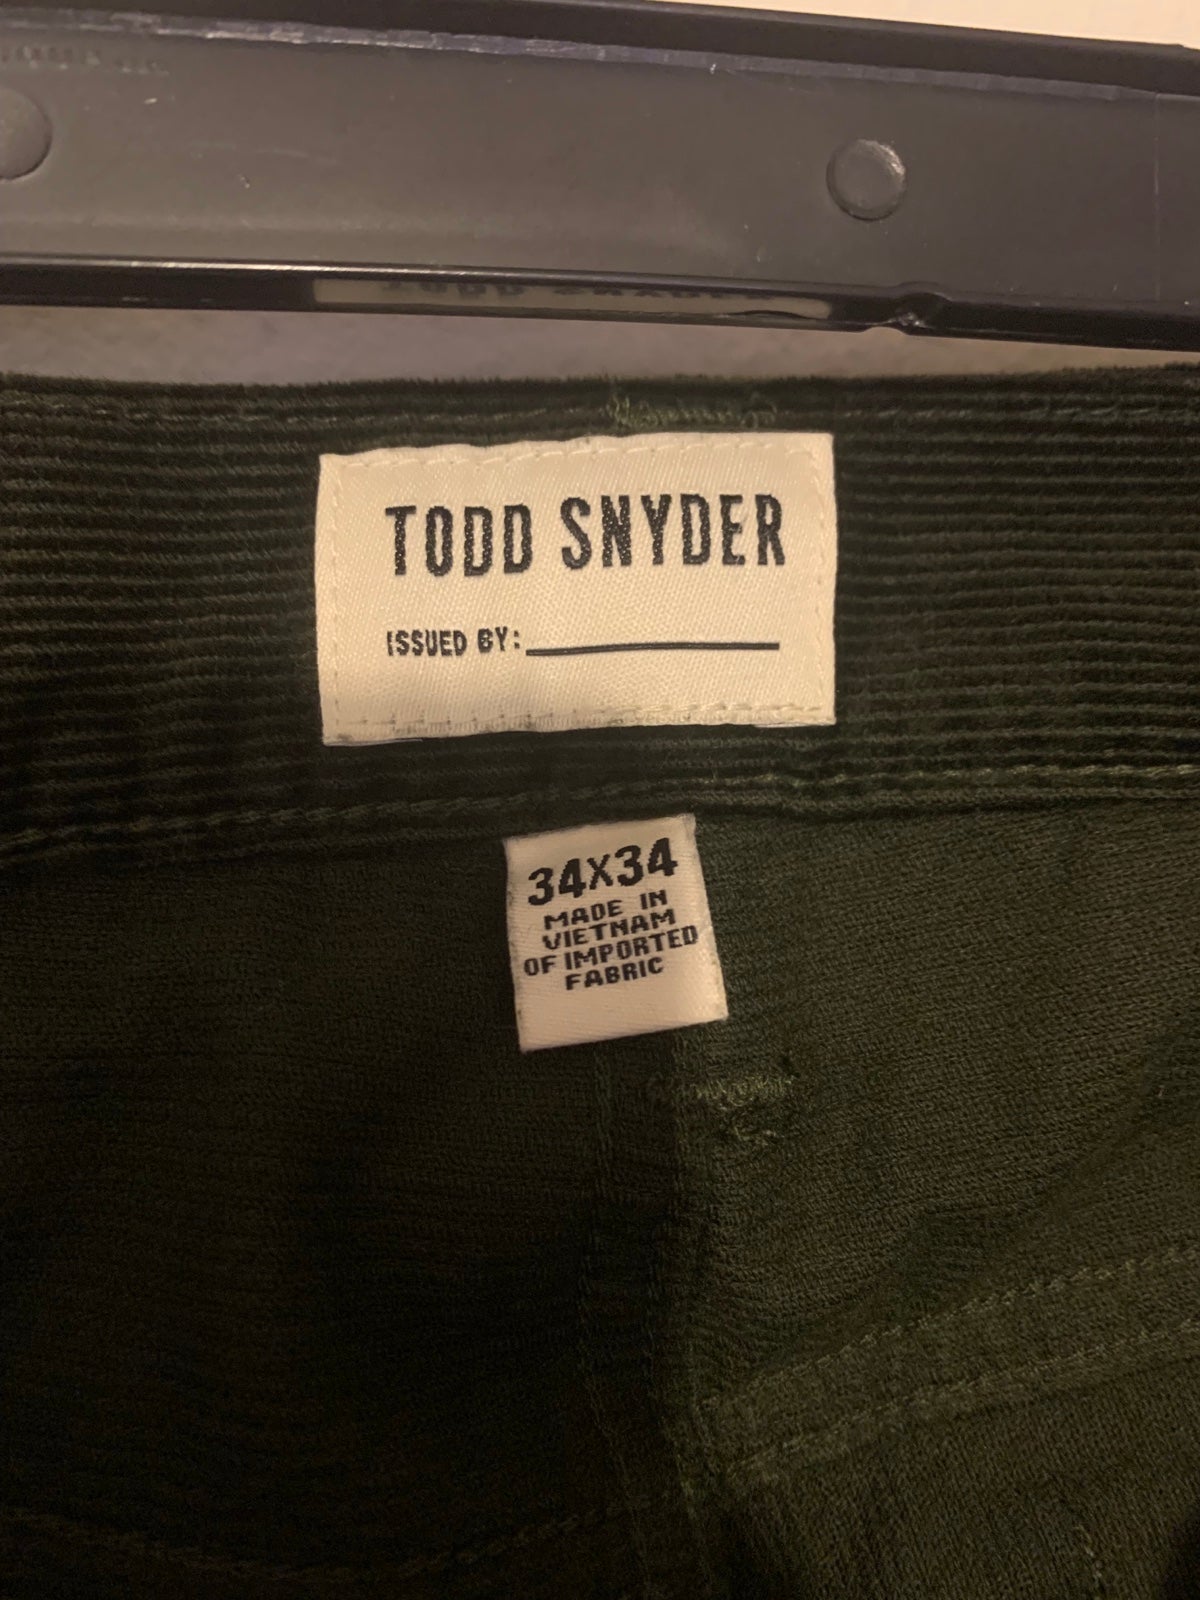 TODD SNYDER
ISSUED BY:
34X34
MADE IN
VIETNAM
OF IMPORTED
FABRIC